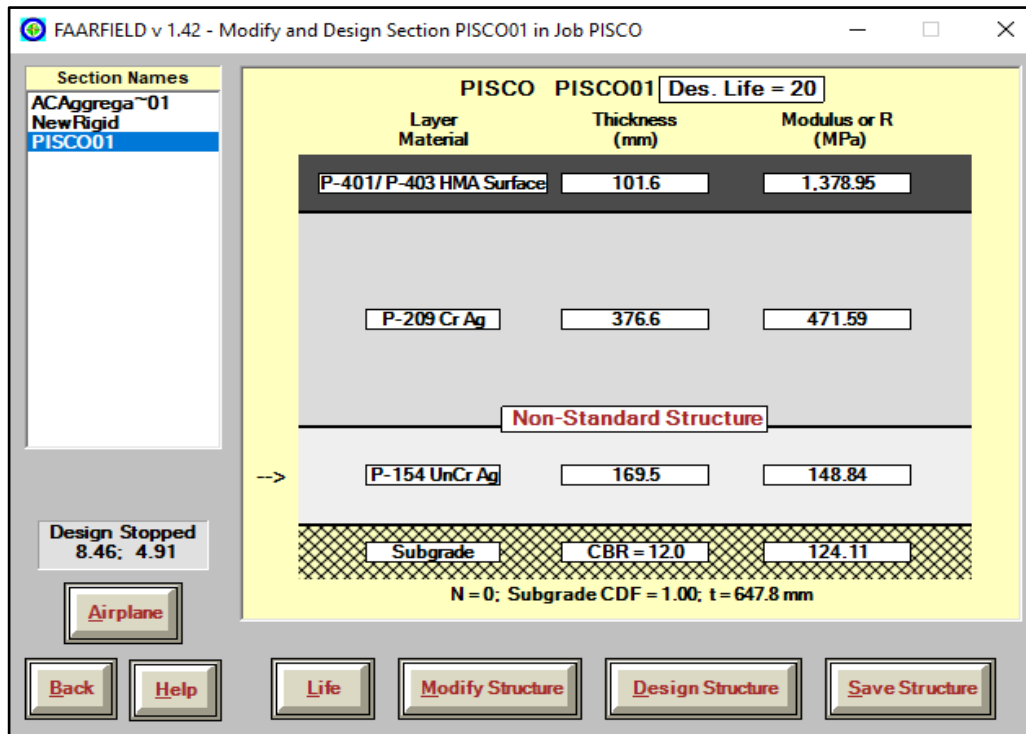 FAARFIELD v 1.42 - Modify and Design Section PISCO01 in Job PISCO
Section Names
ACAggrega~01
NewRigid
PISCO01
PISCO PISCO01 Des. Life = 20
Layer Material Thickness (mm) Modulus or R (MPa)
P-401/ P-403 HMA Surface 101.6 1,378.95
P-209 Cr Ag 376.6 471.59
Non-Standard Structure
--> P-154 UnCr Ag 169.5 148.84
Subgrade CBR = 12.0 124.11
N = 0; Subgrade CDF = 1.00; t = 647.8 mm
Design Stopped
8.46; 4.91
Airplane
Back Help Life Modify Structure Design Structure Save Structure